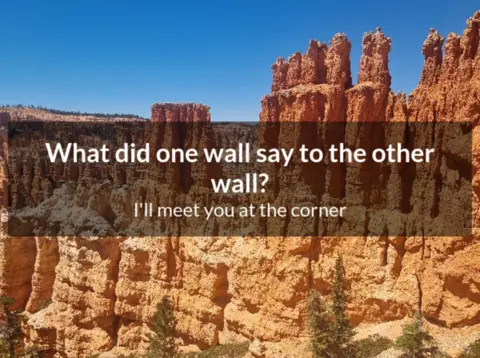 What did one wall say to the other
wall?
I'll meet you at the corner